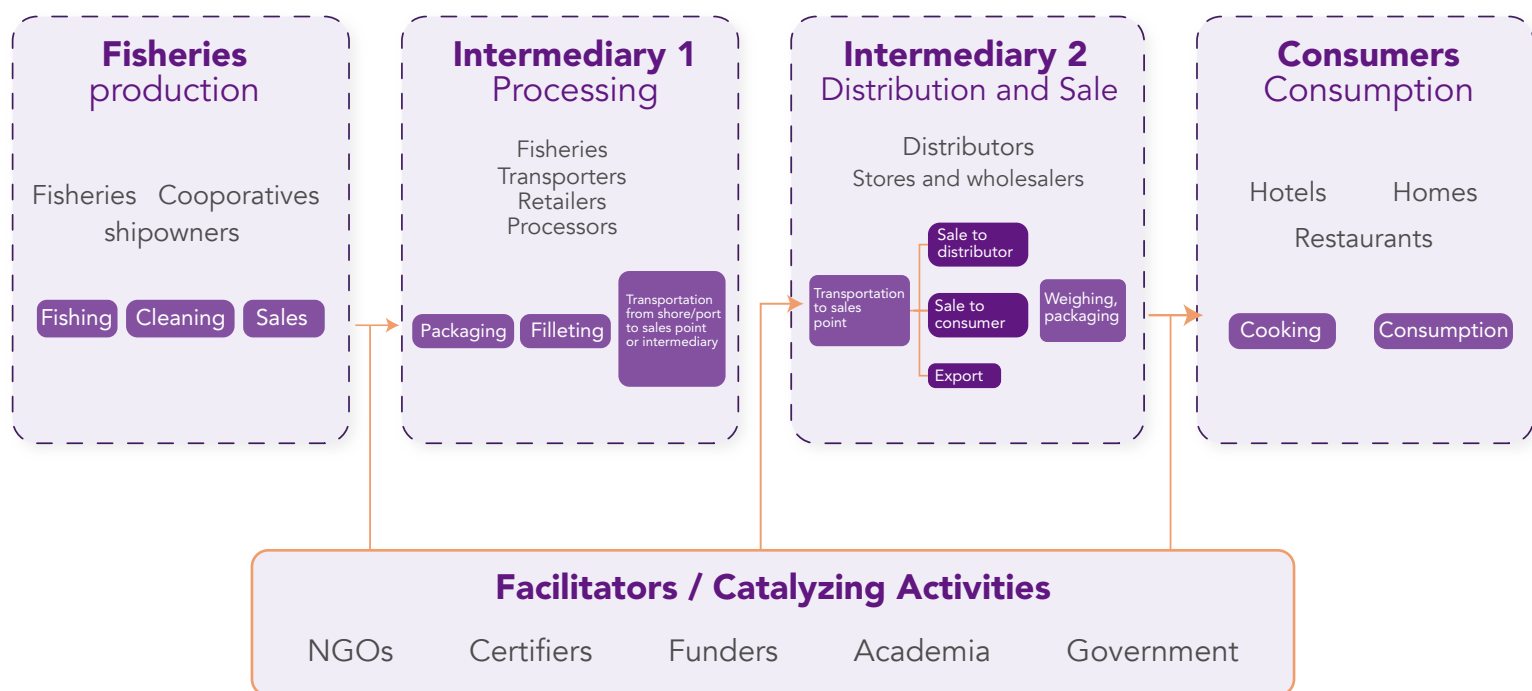 Fisheries
production
Fisheries Cooporatives
shipowners
Fishing
Cleaning
Sales
Intermediary 1
Processing
Fisheries
Transporters
Retailers
Processors
Packaging
Filleting
Transportation
from shore/port
to sales point
or intermediary
Intermediary 2
Distribution and Sale
Distributors
Stores and wholesalers
Transportation
to sales
point
Sale to
distributor
Sale to
consumer
Export
Weighing,
packaging
Consumers
Consumption
Hotels Homes
Restaurants
Cooking
Consumption
Facilitators / Catalyzing Activities
NGOs Certifiers Funders Academia Government